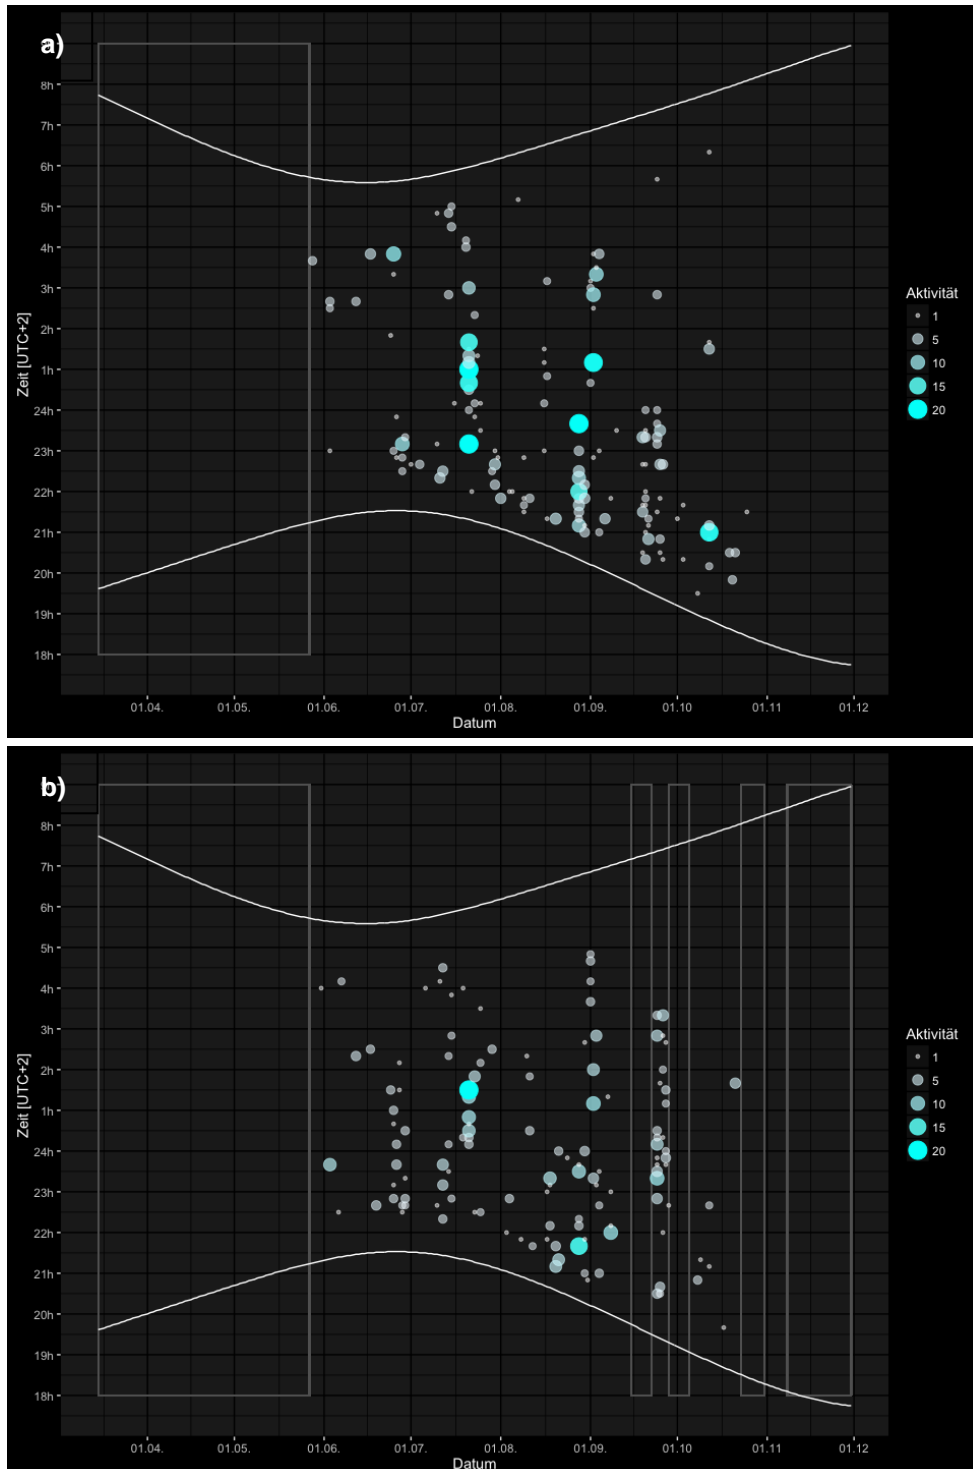 a)
8h
7h
6h
5h
4h
3h
2h
1h
24h
23h
22h
21h
20h
19h
18h
Zeit [UTC+2]
01.04. 01.05. 01.06. 01.07. 01.08. 01.09. 01.10 01.11 01.12
Datum
Aktivität
1
5
10
15
20
b)
8h
7h
6h
5h
4h
3h
2h
1h
24h
23h
22h
21h
20h
19h
18h
Zeit [UTC+2]
01.04. 01.05. 01.06. 01.07. 01.08. 01.09. 01.10 01.11 01.12
Datum
Aktivität
1
5
10
15
20